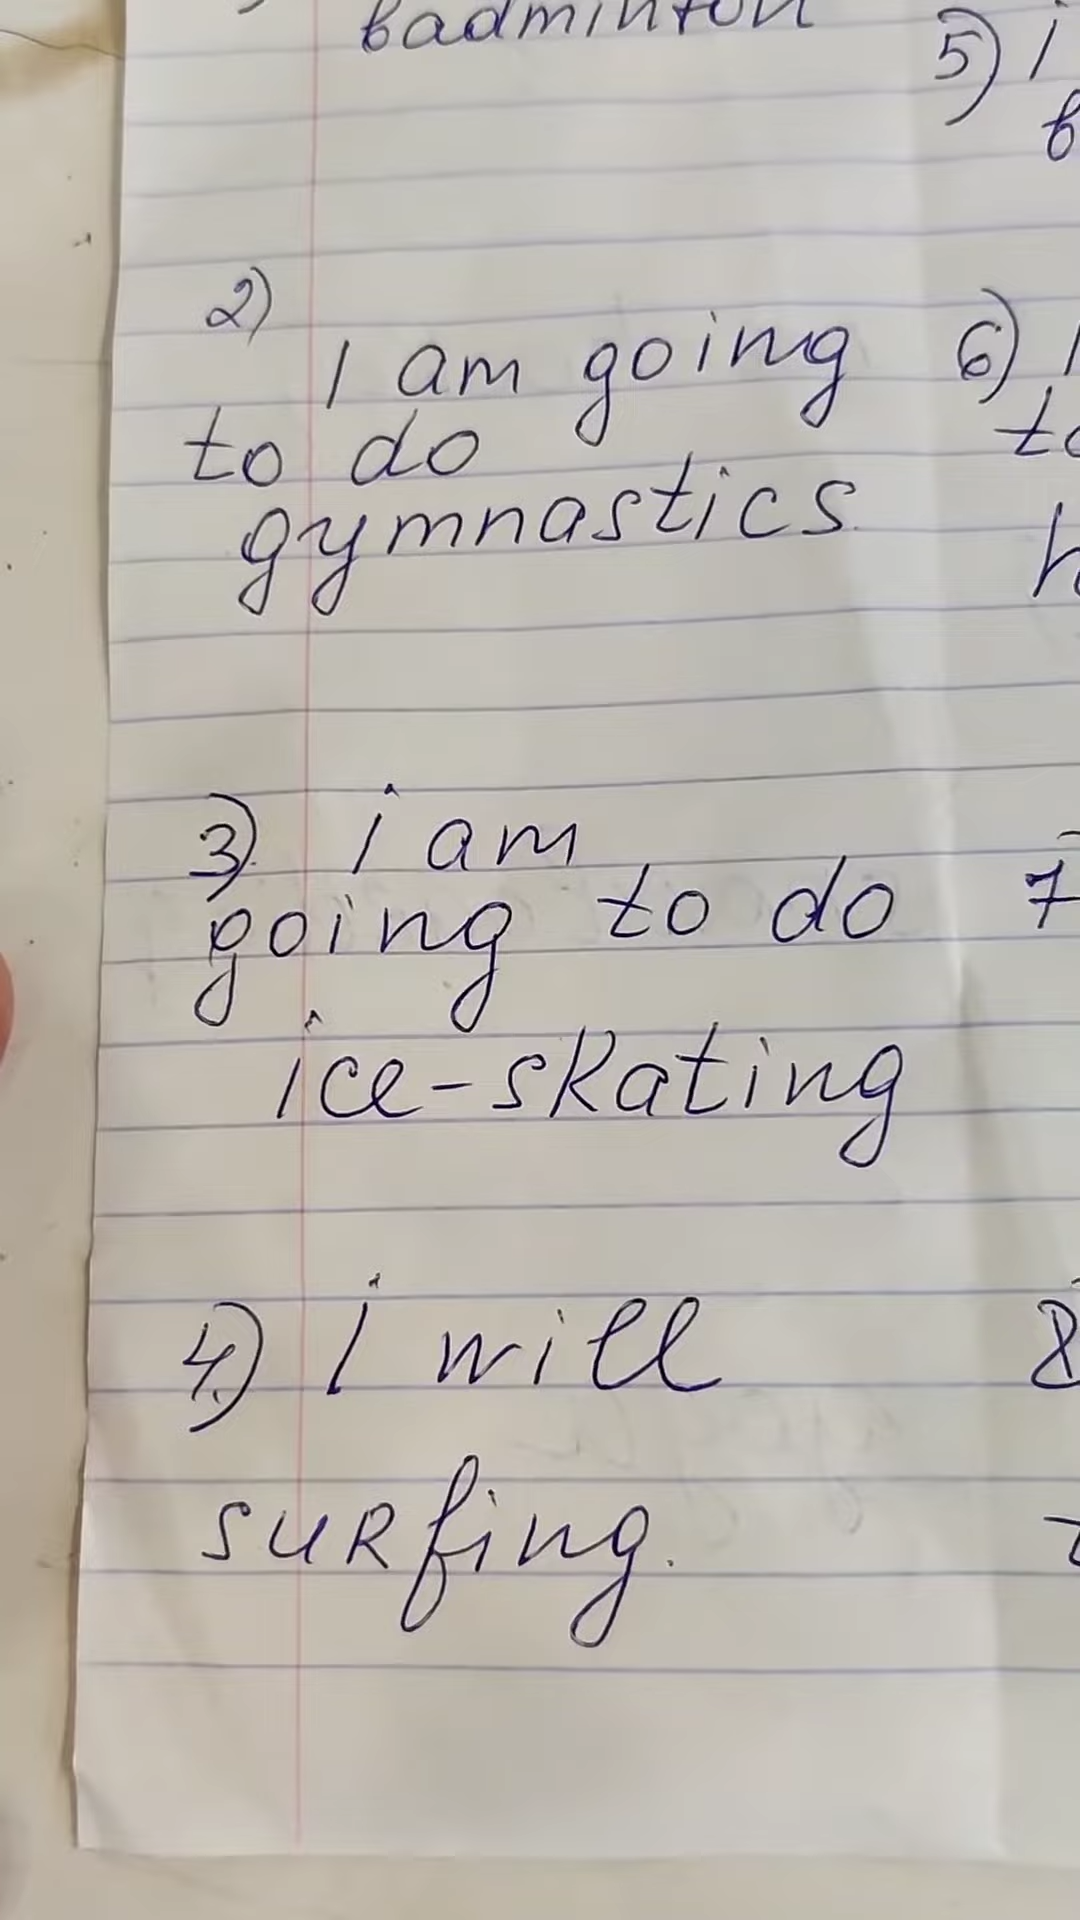 badminton
2)
I am going
to do
gymnastics.
3) i am
going to do
ice-skating
4.) i will
surfing.
5) i
b
6) I
to
h
7
8